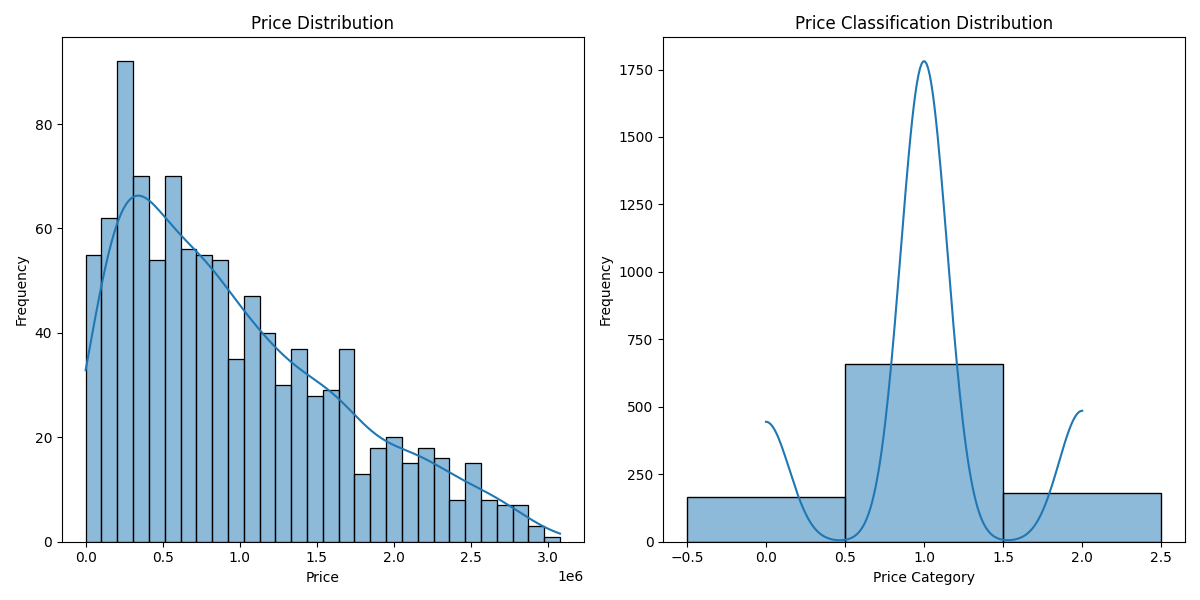 Price Distribution
Frequency
80
60
40
20
0
0.0 0.5 1.0 1.5 2.0 2.5 3.0
1e6
Price
Price Classification Distribution
Frequency
1750
1500
1250
1000
750
500
250
0
−0.5 0.0 0.5 1.0 1.5 2.0 2.5
Price Category